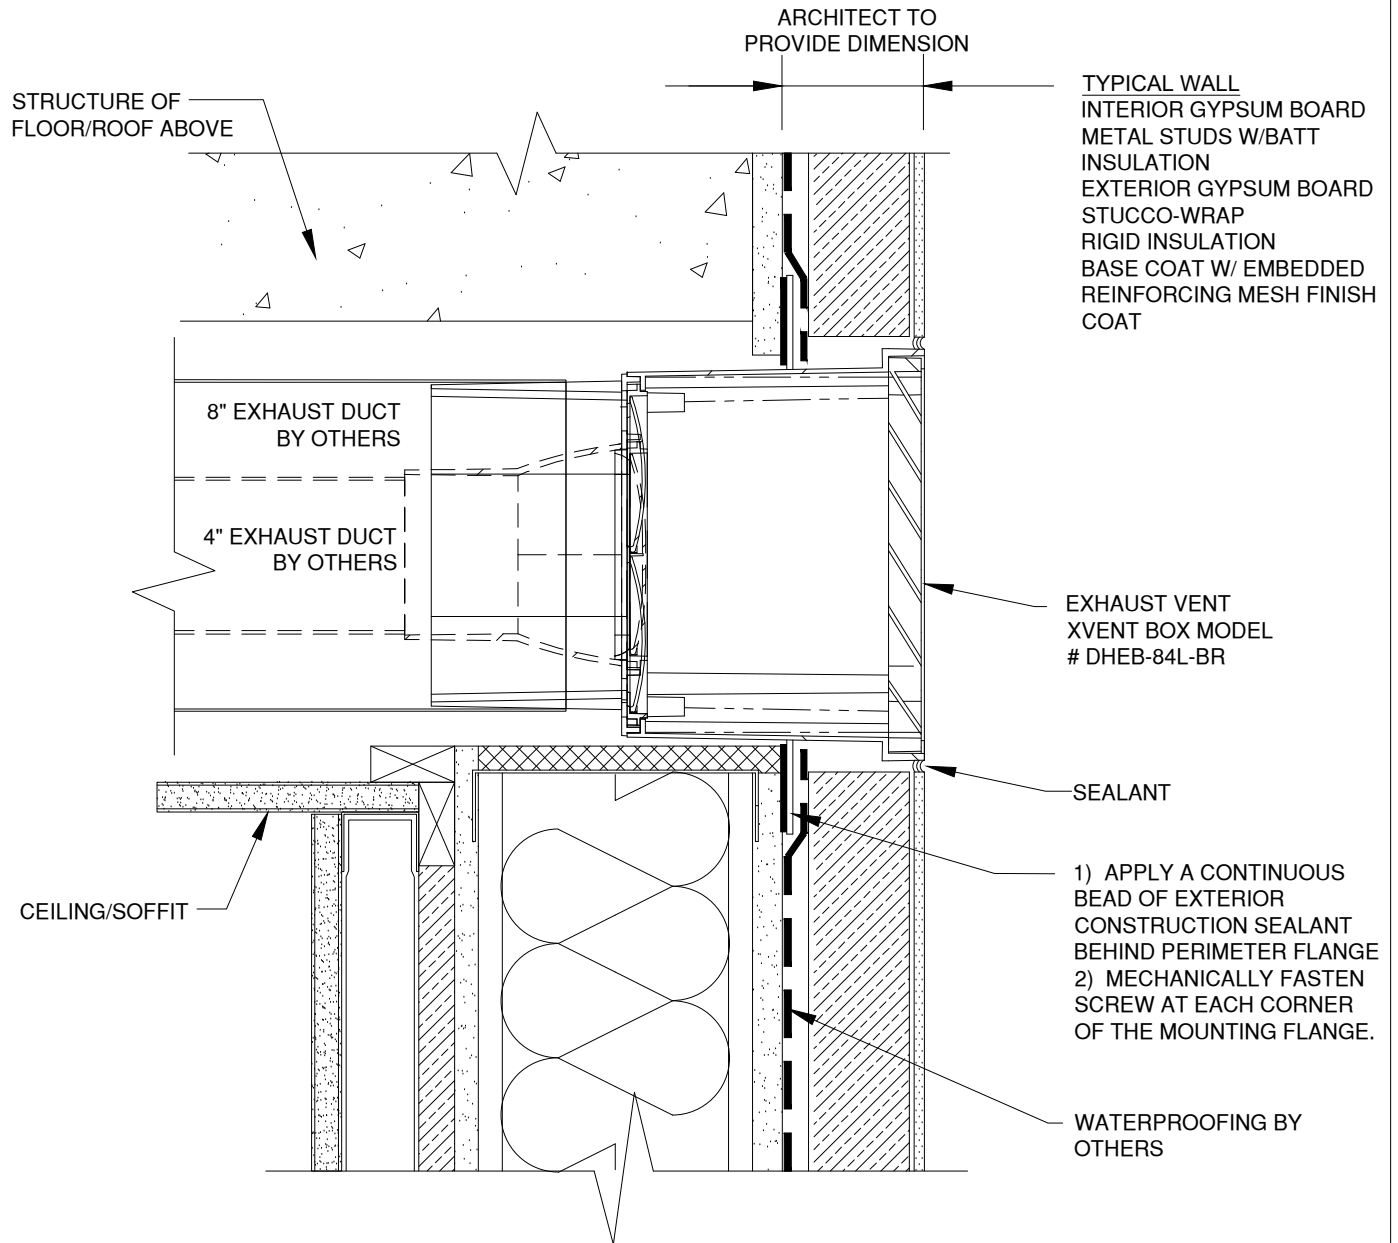 ARCHITECT TO
PROVIDE DIMENSION
STRUCTURE OF
FLOOR/ROOF ABOVE
TYPICAL WALL
INTERIOR GYPSUM BOARD
METAL STUDS W/BATT
INSULATION
EXTERIOR GYPSUM BOARD
STUCCO-WRAP
RIGID INSULATION
BASE COAT W/ EMBEDDED
REINFORCING MESH FINISH
COAT
8" EXHAUST DUCT
BY OTHERS
4" EXHAUST DUCT
BY OTHERS
EXHAUST VENT
XVENT BOX MODEL
# DHEB-84L-BR
SEALANT
CEILING/SOFFIT
1) APPLY A CONTINUOUS
BEAD OF EXTERIOR
CONSTRUCTION SEALANT
BEHIND PERIMETER FLANGE
2) MECHANICALLY FASTEN
SCREW AT EACH CORNER
OF THE MOUNTING FLANGE.
WATERPROOFING BY
OTHERS